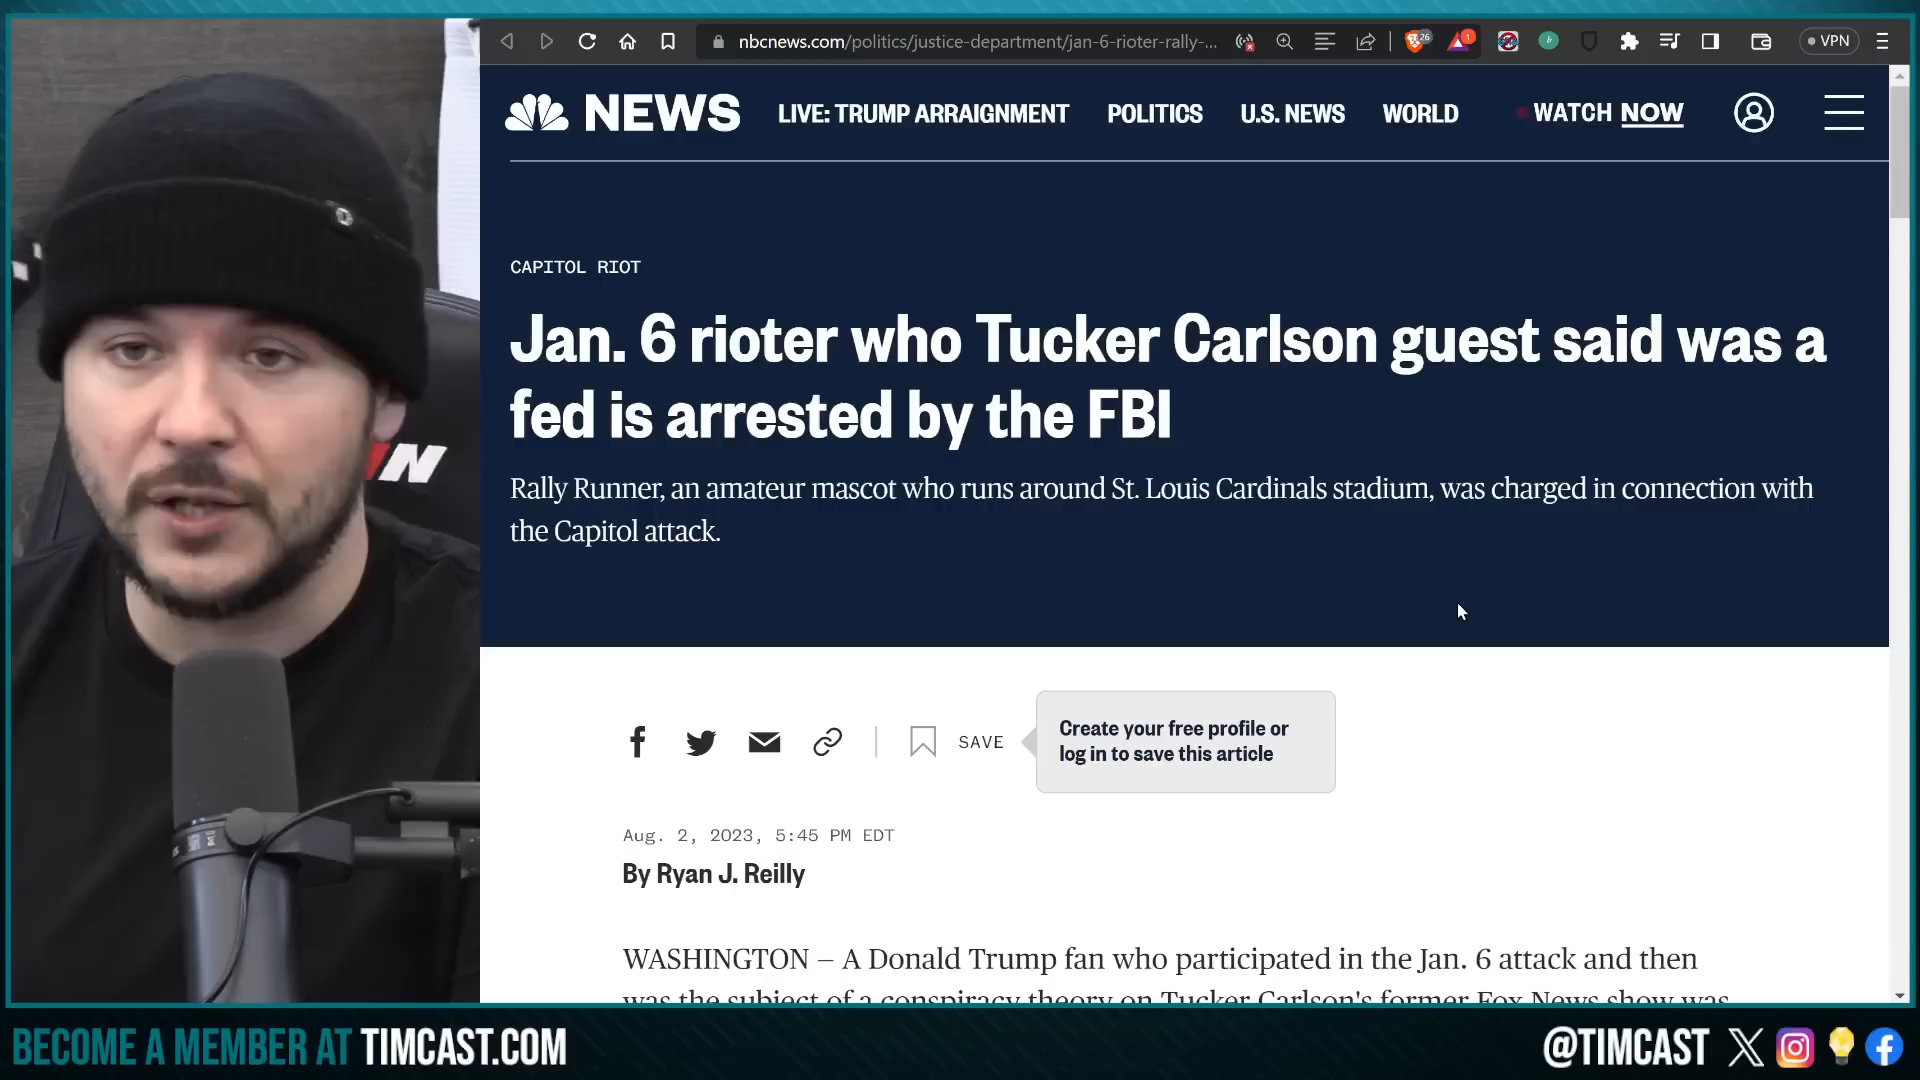 nbcnews.com/politics/justice-department/jan-6-rioter-rally-...
26
1
VPN
NEWS
LIVE: TRUMP ARRAIGNMENT
POLITICS
U.S. NEWS
WORLD
WATCH NOW
CAPITOL RIOT
Jan. 6 rioter who Tucker Carlson guest said was a
fed is arrested by the FBI
Rally Runner, an amateur mascot who runs around St. Louis Cardinals stadium, was charged in connection with
the Capitol attack.
SAVE
Create your free profile or
log in to save this article
Aug. 2, 2023, 5:45 PM EDT
By Ryan J. Reilly
WASHINGTON — A Donald Trump fan who participated in the Jan. 6 attack and then
was the subject of a conspiracy theory on Tucker Carlson's former Fox News show was
BECOME A MEMBER AT TIMCAST.COM
@TIMCAST